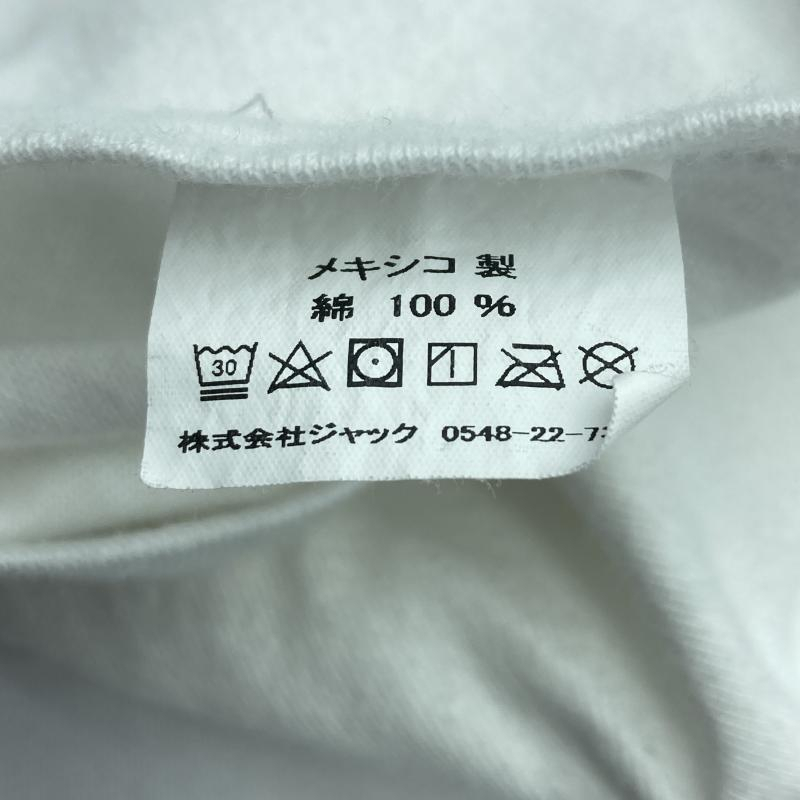 メキシコ 製
綿 100 %
30
株式会社ジャック 0548-22-7